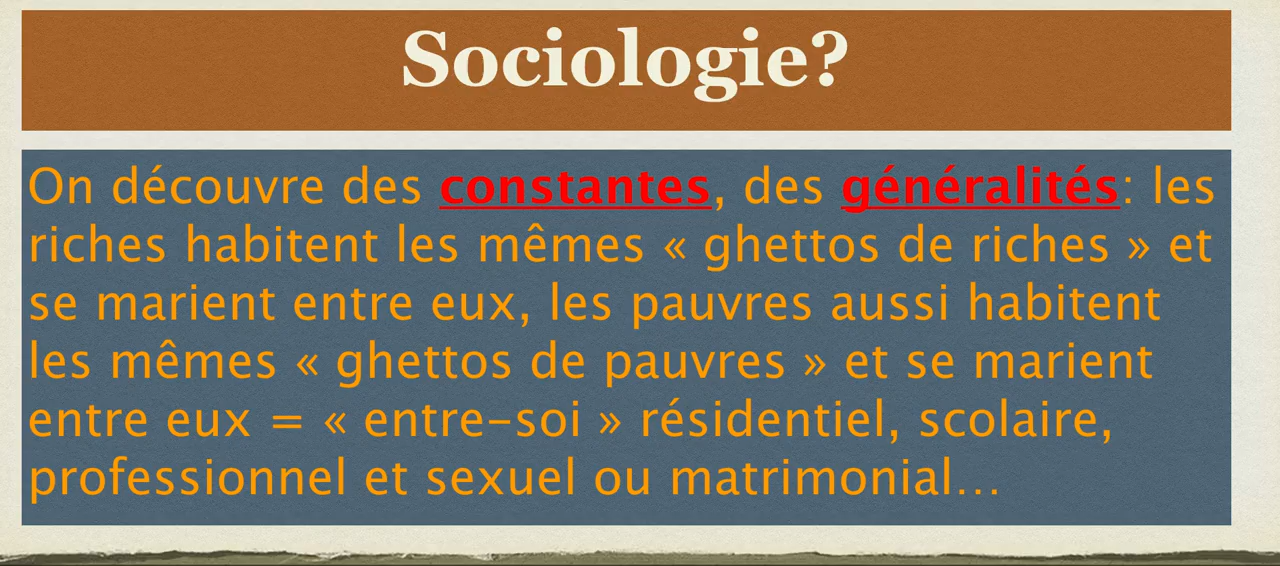 Sociologie?
On découvre des constantes, des généralités: les
riches habitent les mêmes « ghettos de riches » et
se marient entre eux, les pauvres aussi habitent
les mêmes « ghettos de pauvres » et se marient
entre eux = « entre-soi » résidentiel, scolaire,
professionnel et sexuel ou matrimonial…